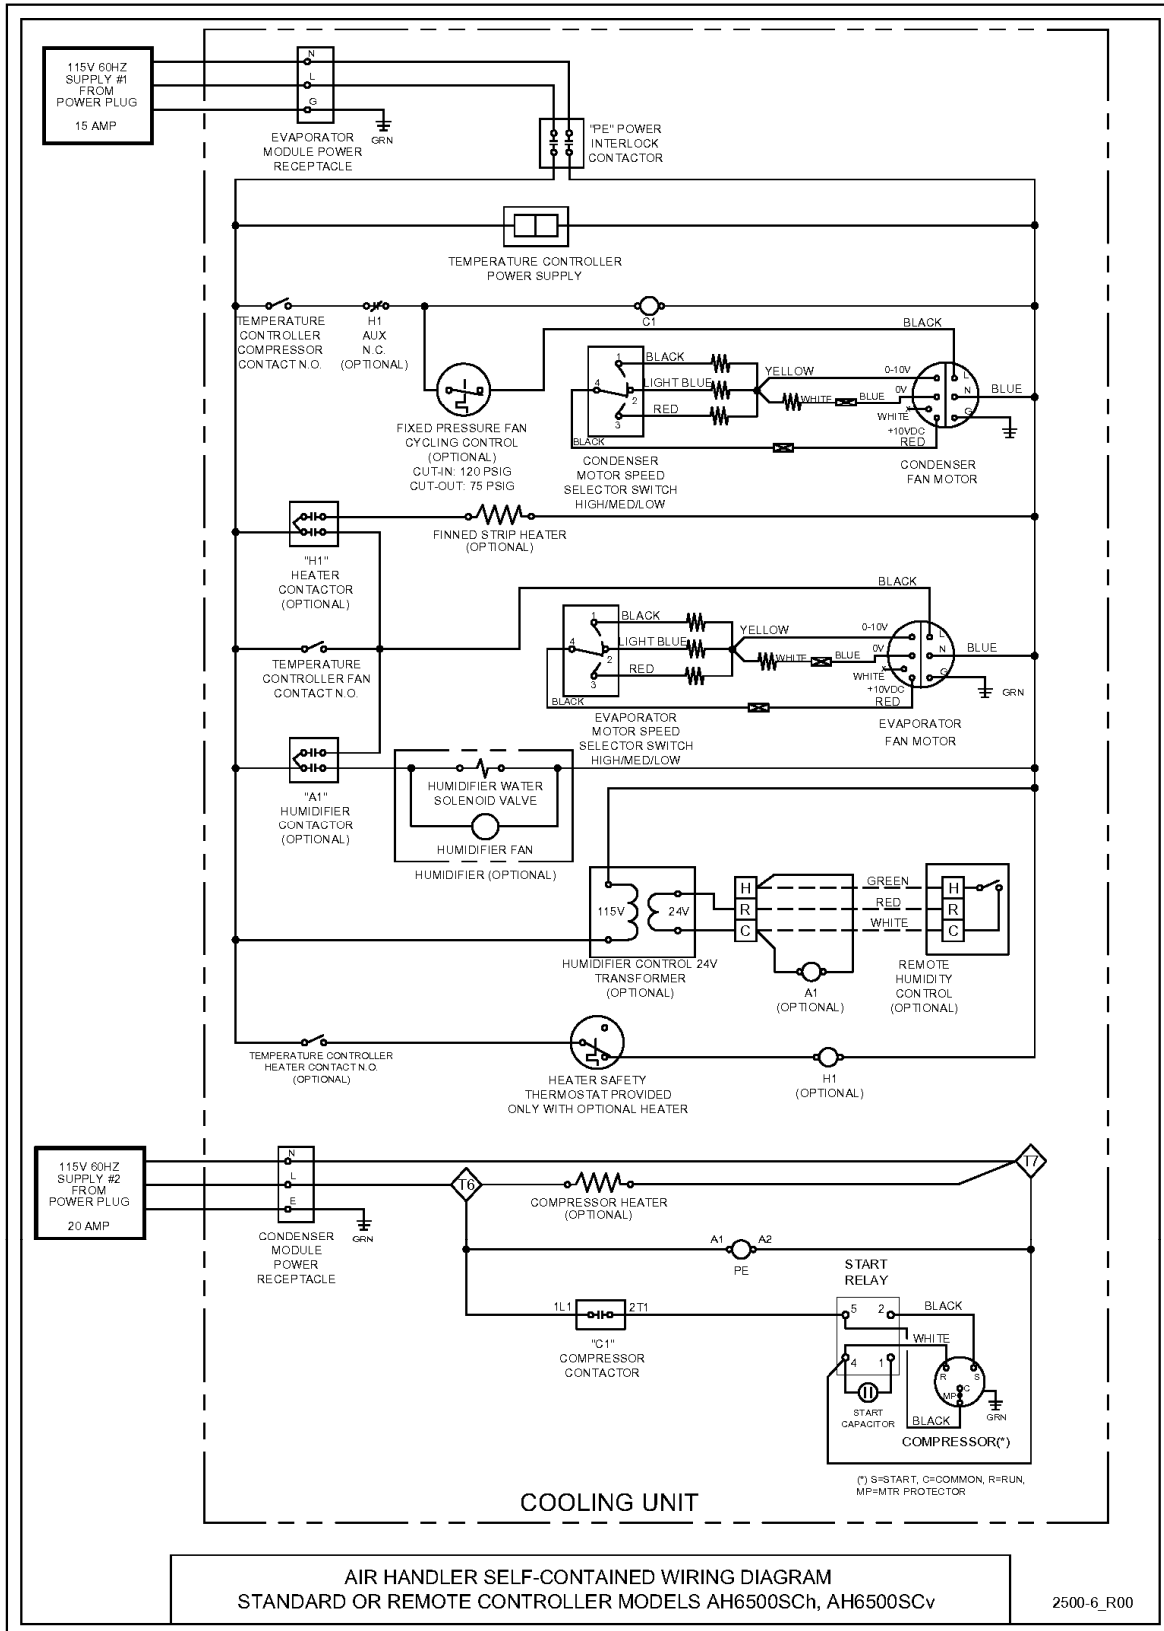 115V 60HZ
SUPPLY #1
FROM
POWER PLUG
15 AMP
N
L
G
GRN
EVAPORATOR
MODULE POWER
RECEPTACLE
"PE" POWER
INTERLOCK
CONTACTOR
TEMPERATURE CONTROLLER
POWER SUPPLY
TEMPERATURE
CONTROLLER
COMPRESSOR
CONTACT N.O.
H1
AUX
N.C.
(OPTIONAL)
C1
BLACK
FIXED PRESSURE FAN
CYCLING CONTROL
(OPTIONAL)
CUT-IN: 120 PSIG
CUT-OUT: 75 PSIG
1
BLACK
4
LIGHT BLUE
2
RED
3
BLACK
YELLOW
WHITE
BLUE
0-10V
0V
WHITE
+10VDC
RED
L
N
G
BLUE
CONDENSER
MOTOR SPEED
SELECTOR SWITCH
HIGH/MED/LOW
CONDENSER
FAN MOTOR
"H1"
HEATER
CONTACTOR
(OPTIONAL)
FINNED STRIP HEATER
(OPTIONAL)
BLACK
TEMPERATURE
CONTROLLER FAN
CONTACT N.O.
1
BLACK
4
LIGHT BLUE
2
RED
3
BLACK
YELLOW
WHITE
BLUE
0-10V
0V
WHITE
+10VDC
RED
L
N
G
BLUE
GRN
EVAPORATOR
MOTOR SPEED
SELECTOR SWITCH
HIGH/MED/LOW
EVAPORATOR
FAN MOTOR
"A1"
HUMIDIFIER
CONTACTOR
(OPTIONAL)
HUMIDIFIER WATER
SOLENOID VALVE
HUMIDIFIER FAN
HUMIDIFIER (OPTIONAL)
115V
24V
HUMIDIFIER CONTROL 24V
TRANSFORMER
(OPTIONAL)
H
R
C
A1
(OPTIONAL)
GREEN
RED
WHITE
H
R
C
REMOTE
HUMIDITY
CONTROL
(OPTIONAL)
TEMPERATURE CONTROLLER
HEATER CONTACT N.O.
(OPTIONAL)
HEATER SAFETY
THERMOSTAT PROVIDED
ONLY WITH OPTIONAL HEATER
H1
(OPTIONAL)
115V 60HZ
SUPPLY #2
FROM
POWER PLUG
20 AMP
N
L
E
GRN
CONDENSER
MODULE
POWER
RECEPTACLE
T6
T7
COMPRESSOR HEATER
(OPTIONAL)
A1
A2
PE
1L1
2T1
"C1"
COMPRESSOR
CONTACTOR
START
RELAY
5
2
4
1
BLACK
WHITE
START
CAPACITOR
BLACK
R
S
C
MP
GRN
COMPRESSOR(*)
(*) S=START, C=COMMON, R=RUN,
MP=MTR PROTECTOR
COOLING UNIT
AIR HANDLER SELF-CONTAINED WIRING DIAGRAM
STANDARD OR REMOTE CONTROLLER MODELS AH6500SCh, AH6500SCv
2500-6_R00